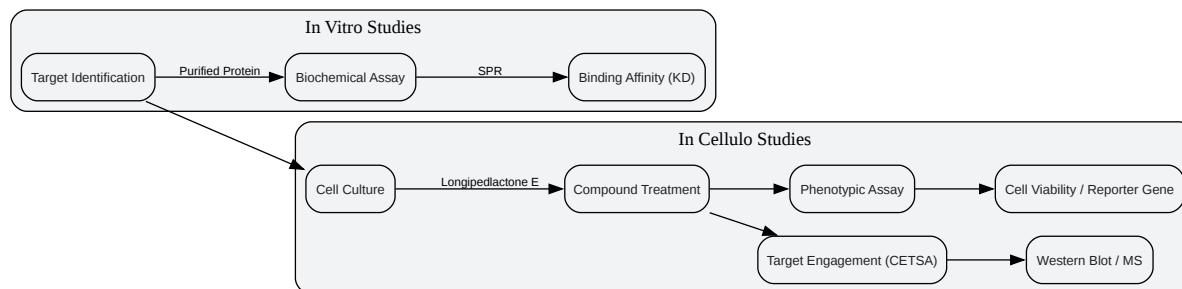 In Vitro Studies
Target Identification
Purified Protein
Biochemical Assay
SPR
Binding Affinity (KD)
In Cellulo Studies
Cell Culture
Longipedlactone E
Compound Treatment
Phenotypic Assay
Cell Viability / Reporter Gene
Target Engagement (CETSA)
Western Blot / MS